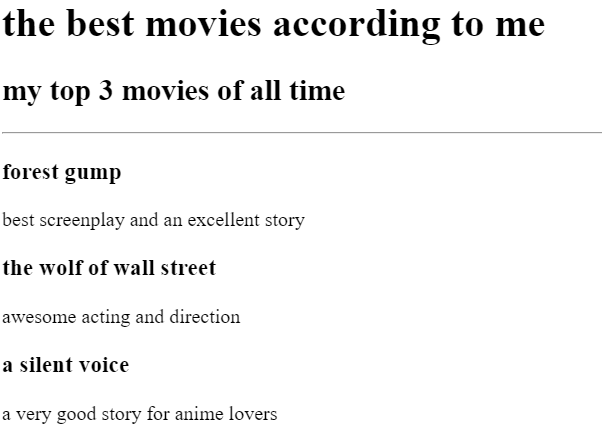 the best movies according to me
my top 3 movies of all time
forest gump
best screenplay and an excellent story
the wolf of wall street
awesome acting and direction
a silent voice
a very good story for anime lovers